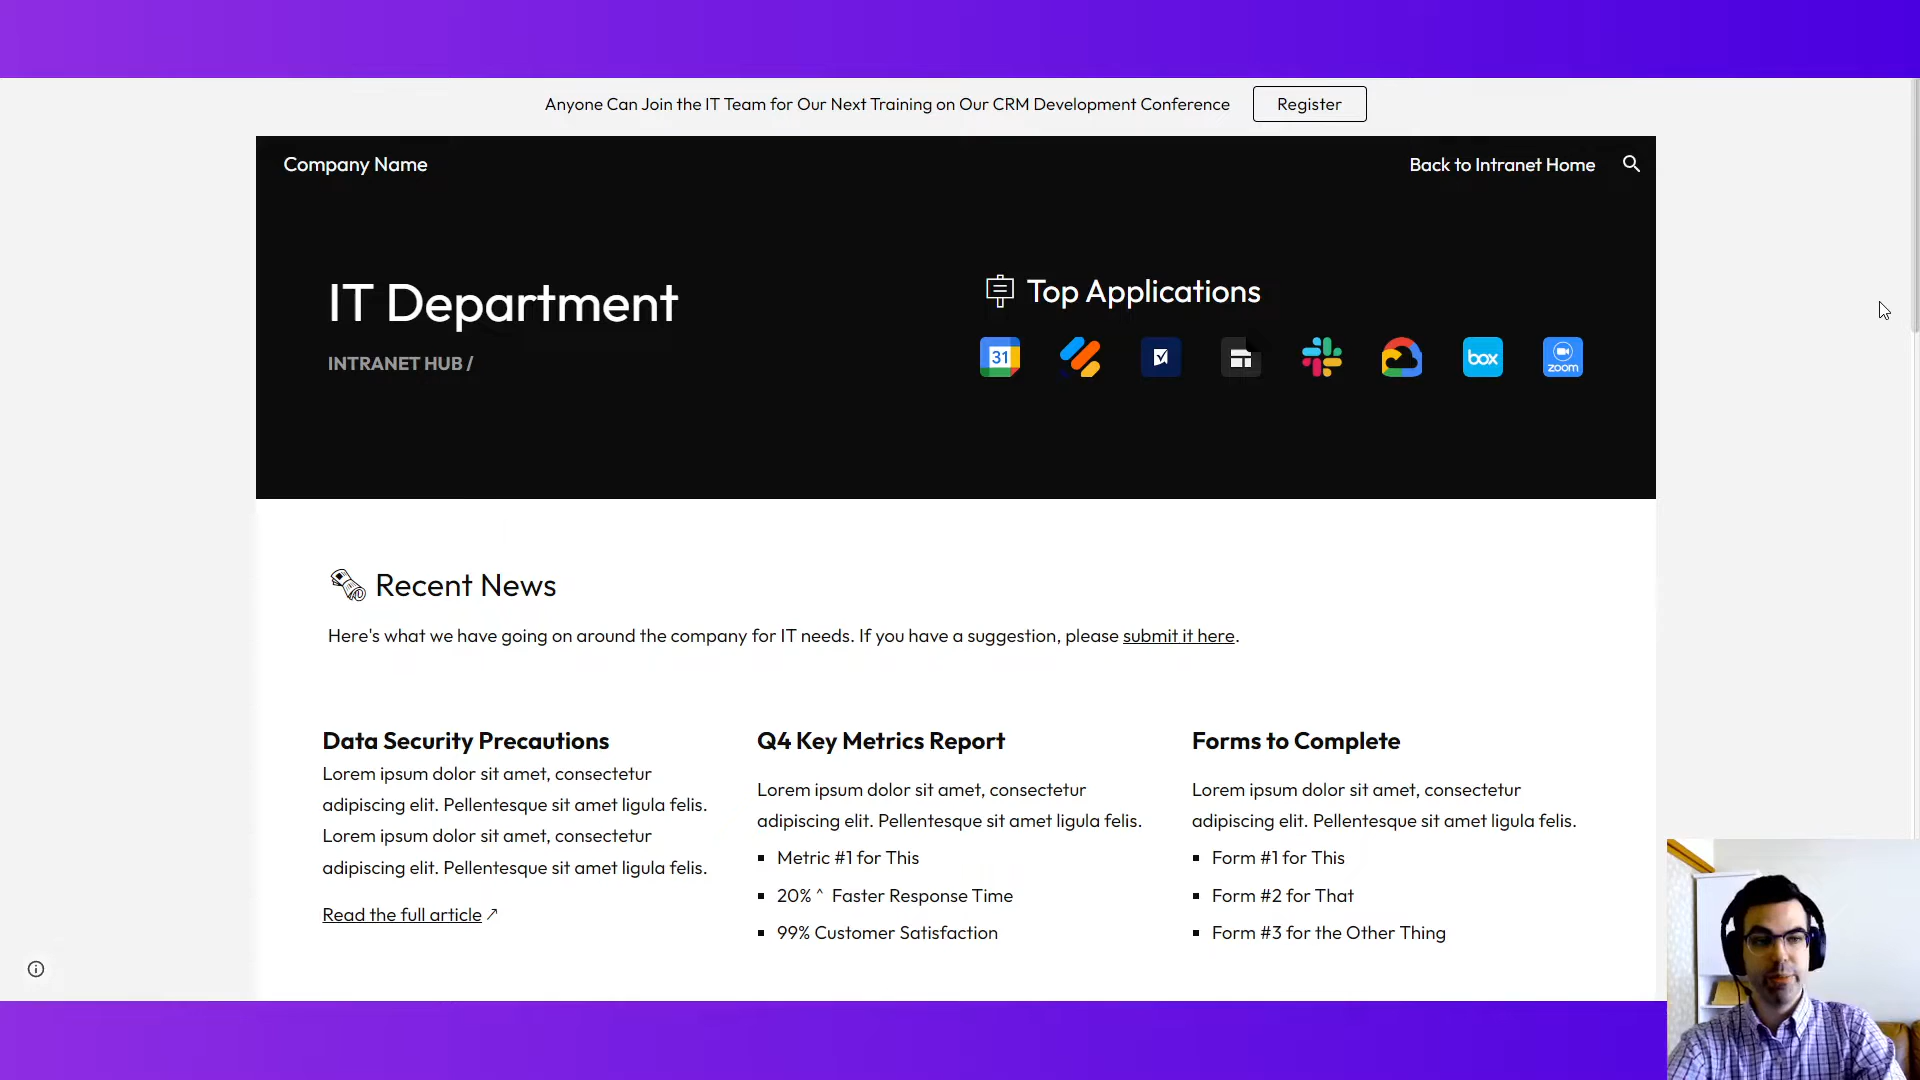 Anyone Can Join the IT Team for Our Next Training on Our CRM Development Conference
Register
Company Name
Back to Intranet Home
IT Department
INTRANET HUB /
Top Applications
31
box
zoom
Recent News
Here's what we have going on around the company for IT needs. If you have a suggestion, please submit it here.
Data Security Precautions
Lorem ipsum dolor sit amet, consectetur
adipiscing elit. Pellentesque sit amet ligula felis.
Lorem ipsum dolor sit amet, consectetur
adipiscing elit. Pellentesque sit amet ligula felis.
Read the full article ↗
Q4 Key Metrics Report
Lorem ipsum dolor sit amet, consectetur
adipiscing elit. Pellentesque sit amet ligula felis.
▪ Metric #1 for This
▪ 20% ^ Faster Response Time
▪ 99% Customer Satisfaction
Forms to Complete
Lorem ipsum dolor sit amet, consectetur
adipiscing elit. Pellentesque sit amet ligula felis.
▪ Form #1 for This
▪ Form #2 for That
▪ Form #3 for the Other Thing